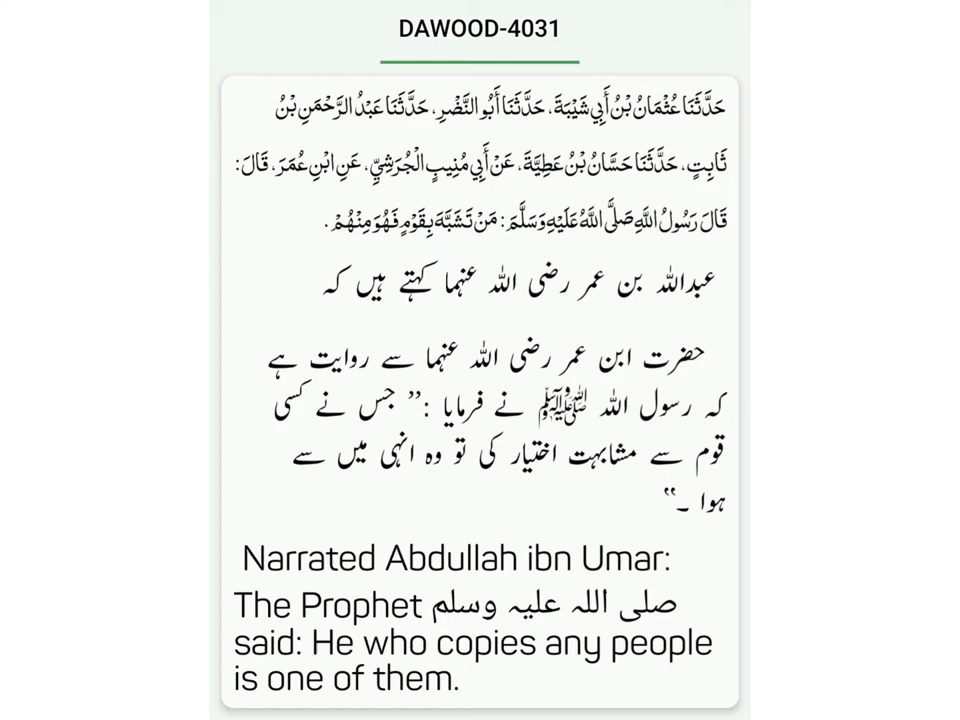 DAWOOD-4031
حَدَّثَنَا عُثْمَانُ بْنُ أَبِي شَيْبَةَ، حَدَّثَنَا أَبُو النَّضْرِ، حَدَّثَنَا عَبْدُ الرَّحْمَنِ بْنُ
ثَابِتٍ، حَدَّثَنَا حَسَّانُ بْنُ عَطِيَّةَ، عَنْ أَبِي مُنِيبٍ الْجُرَشِيِّ، عَنِ ابْنِ عُمَرَ، قَالَ:
قَالَ رَسُولُ اللَّهِ صَلَّى اللَّهُ عَلَيْهِ وَسَلَّمَ: مَنْ تَشَبَّهَ بِقَوْمٍ فَهُوَ مِنْهُمْ.
عبداللہ بن عمر رضی اللہ عنہما کہتے ہیں کہ
حضرت ابن عمر رضی اللہ عنہما سے روایت ہے
کہ رسول اللہ ﷺ نے فرمایا :’’ جس نے کسی
قوم سے مشابہت اختیار کی تو وہ انہی میں سے
ہوا ۔‘‘
Narrated Abdullah ibn Umar:
The Prophet صلی اللہ علیہ وسلم
said: He who copies any people
is one of them.